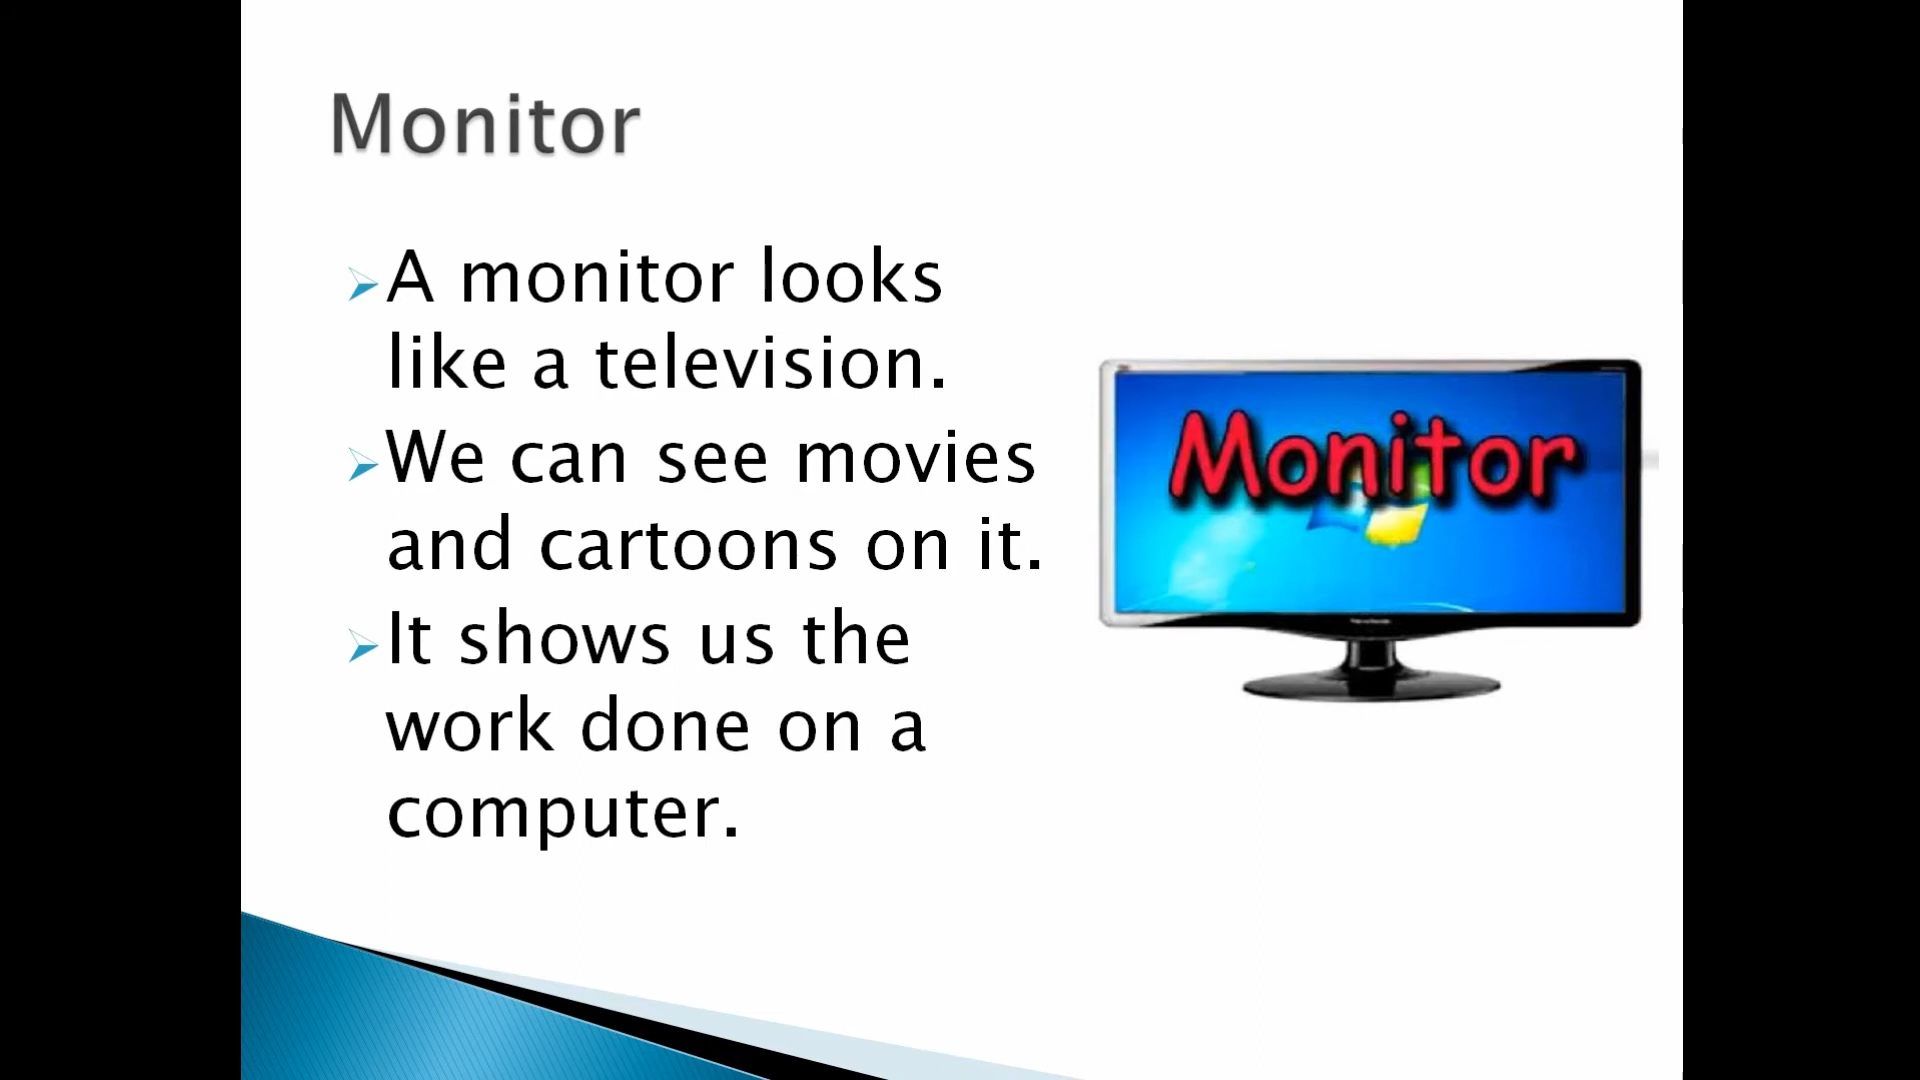 Monitor
A monitor looks
like a television.
We can see movies
and cartoons on it.
It shows us the
work done on a
computer.
Monitor